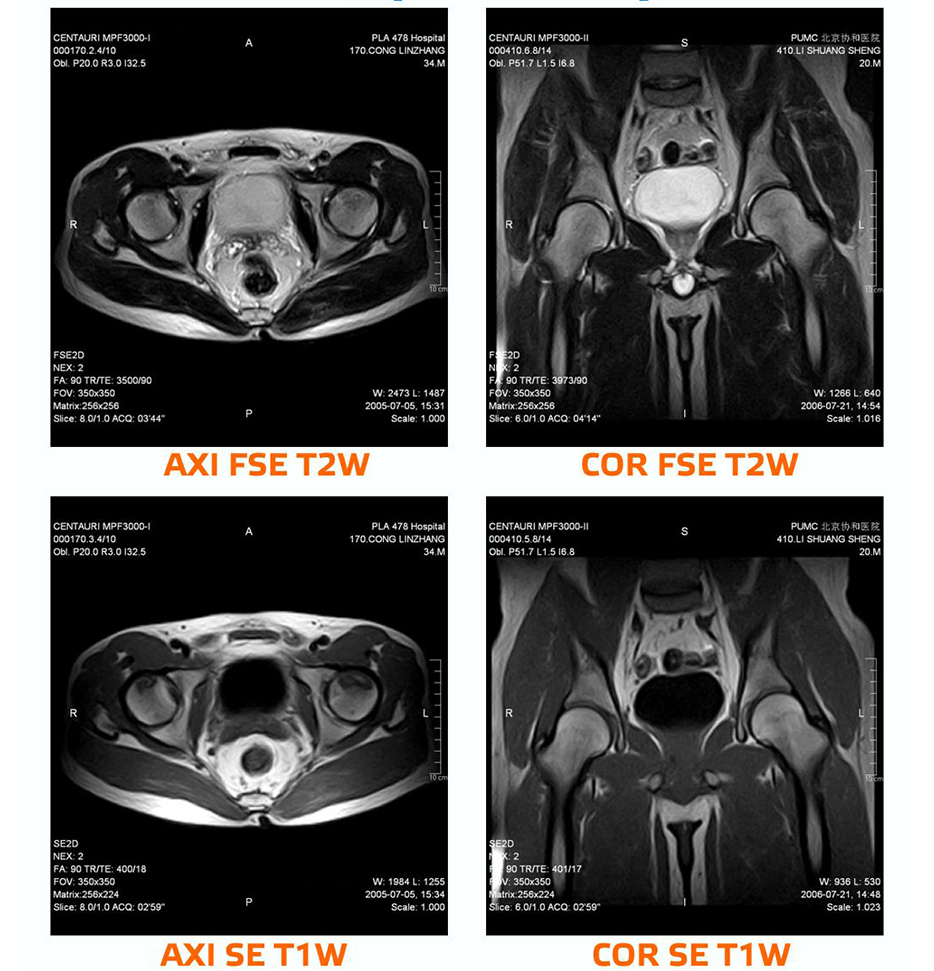 CENTAURI MPF3000-I
000170.2.4/10
Obl. P20.0 R3.0 I32.5
A
PLA 478 Hospital
170.CONG LINZHANG
34.M
R
L
10 cm
FSE2D
NEX: 2
FA: 90 TR/TE: 3500/90
FOV: 350x350
Matrix:256x256
Slice: 8.0/1.0 ACQ: 03'44"
P
W: 2473 L: 1487
2005-07-05, 15:31
Scale: 1.000
AXI FSE T2W
CENTAURI MPF3000-II
000410.6.8/14
Obl. P51.7 L1.5 I6.8
S
PUMC 北京协和医院
410.LI SHUANG SHENG
20.M
R
L
10 cm
FSE2D
NEX: 2
FA: 90 TR/TE: 3973/90
FOV: 350x350
Matrix:256x256
Slice: 6.0/1.0 ACQ: 04'14"
I
W: 1266 L: 640
2006-07-21, 14:54
Scale: 1.016
COR FSE T2W
CENTAURI MPF3000-I
000170.3.4/10
Obl. P20.0 R3.0 I32.5
A
PLA 478 Hospital
170.CONG LINZHANG
34.M
R
L
10 cm
SE2D
NEX: 2
FA: 90 TR/TE: 400/18
FOV: 350x350
Matrix:256x224
Slice: 8.0/1.0 ACQ: 02'59"
P
W: 1984 L: 1255
2005-07-05, 15:34
Scale: 1.000
AXI SE T1W
CENTAURI MPF3000-II
000410.5.8/14
Obl. P51.7 L1.5 I6.8
S
PUMC 北京协和医院
410.LI SHUANG SHENG
20.M
R
L
10 cm
SE2D
NEX: 2
FA: 90 TR/TE: 401/17
FOV: 350x350
Matrix:256x224
Slice: 6.0/1.0 ACQ: 02'59"
I
W: 936 L: 530
2006-07-21, 14:48
Scale: 1.023
COR SE T1W